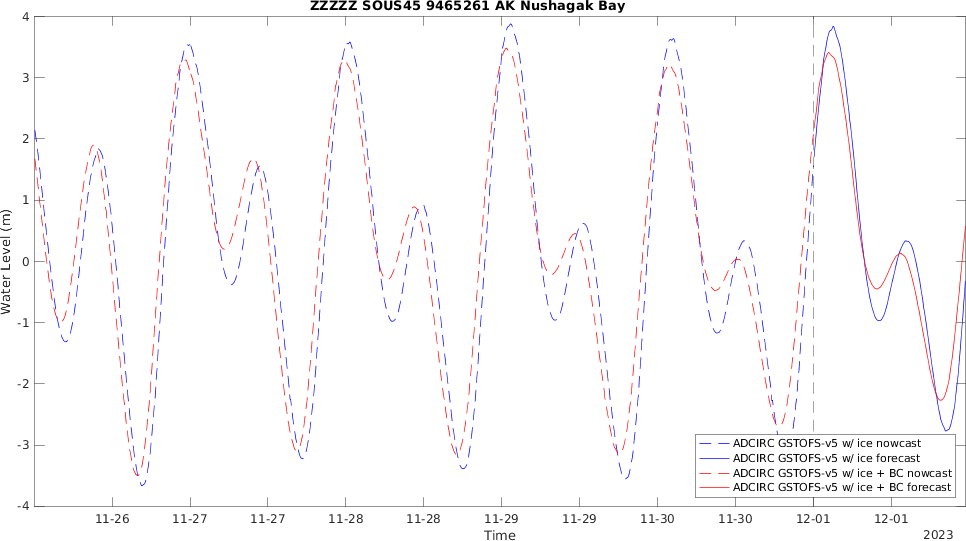 ZZZZZ SOUS45 9465261 AK Nushagak Bay
Water Level (m)
4
3
2
1
0
-1
-2
-3
-4
ADCIRC GSTOFS-v5 w/ ice nowcast
ADCIRC GSTOFS-v5 w/ ice forecast
ADCIRC GSTOFS-v5 w/ ice + BC nowcast
ADCIRC GSTOFS-v5 w/ ice + BC forecast
11-26 11-27 11-27 11-28 11-28 11-29 11-29 11-30 11-30 12-01 12-01
Time
2023